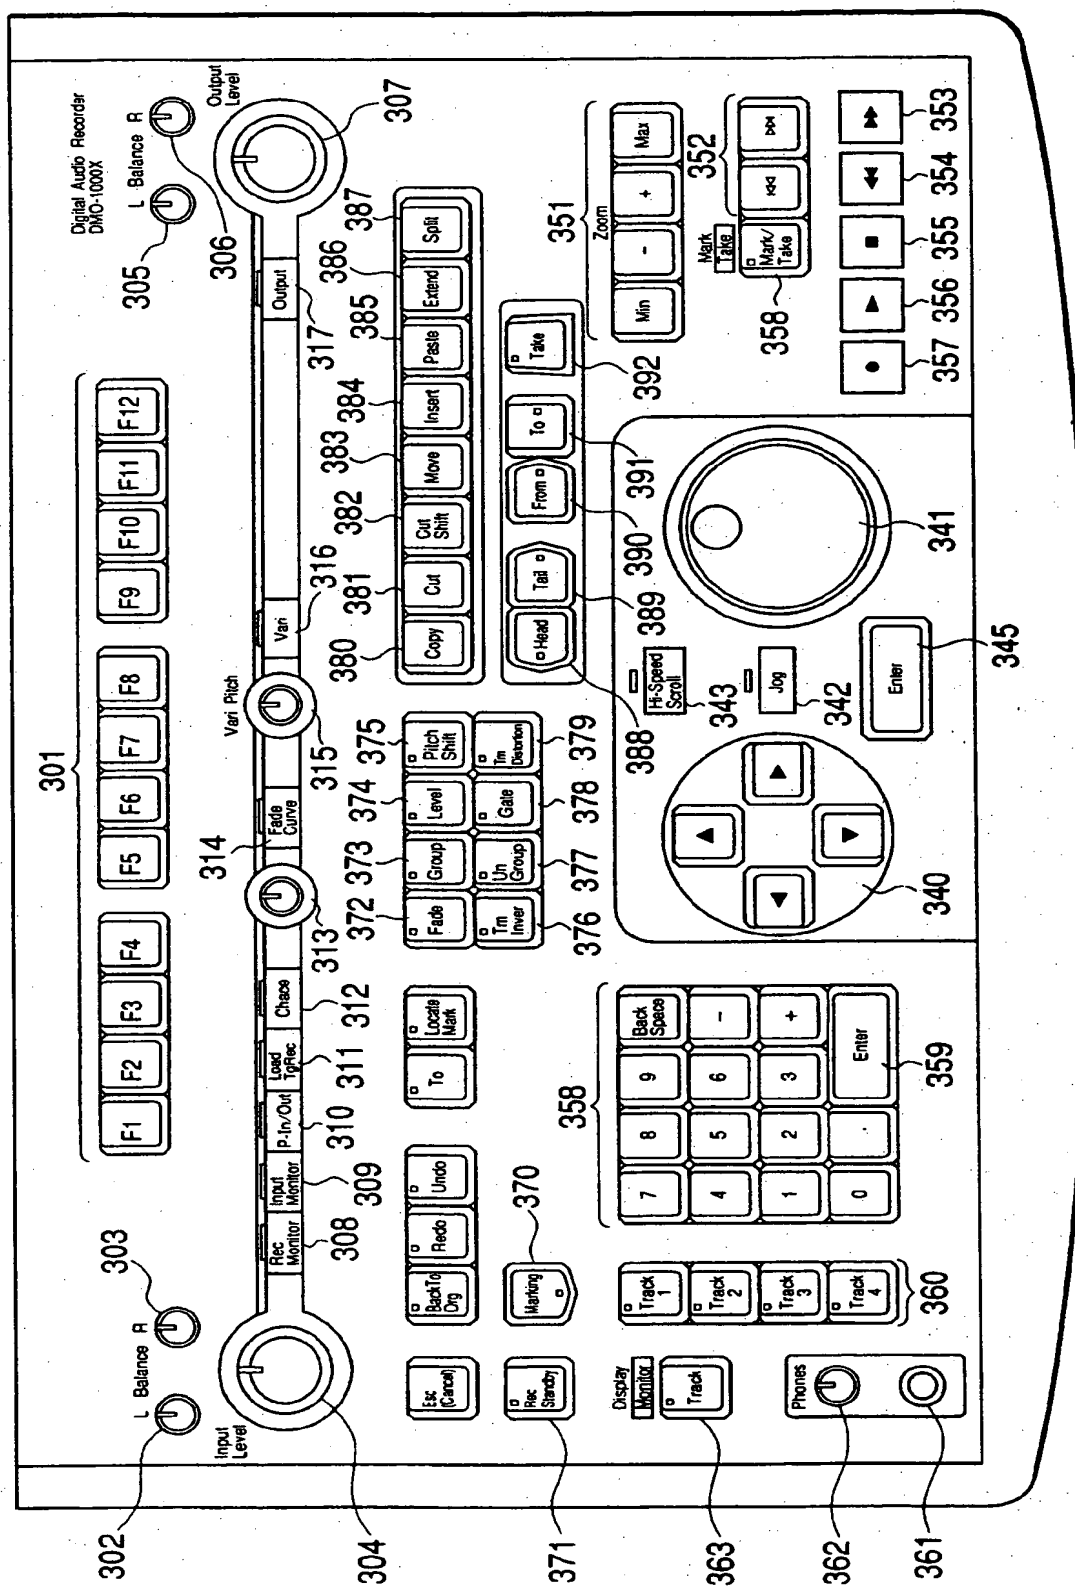 301
F1 F2 F3 F4 F5 F6 F7 F8 F9 F10 F11 F12
Digital Audio Recorder
DMO-1000X
302
L Balance R
303
305
L Balance R
306
Input
Level
304
Rec
Monitor
308
Input
Monitor
309
P-In/Out
310
Load
TgRec
311
Chace
312
313
Fade
Curve
314
Vari Pitch
315
Vari
316
Output
317
Output
Level
307
Esc
(Cancel)
BackTo
Org
Redo
Undo
To
Locate
Mark
372 373 374 375
Fade
Group
Level
Pitch
Shift
Tm
Inver
Un
Group
Gate
Tm
Distortion
376 377 378 379
380 381 382 383 384 385 386 387
Copy
Cut
Cut
Shift
Move
Insert
Paste
Extend
Split
371
Rec
Standby
Marking
370
Head
Tail
From
To
Take
388 389 390 391 392
351
Zoom
Min - + Max
Display
Monitor
Track
363
Track
1
Track
2
Track
3
Track
4
360
358
7 8 9
Back
Space
4 5 6 -
1 2 3 +
0 .
Enter
359
Hi-Speed
Scroll
343
Jog
342
340
Enter
345
341
Mark
Take
Mark/
Take
358
352
357 356 355 354 353
Phones
362
361